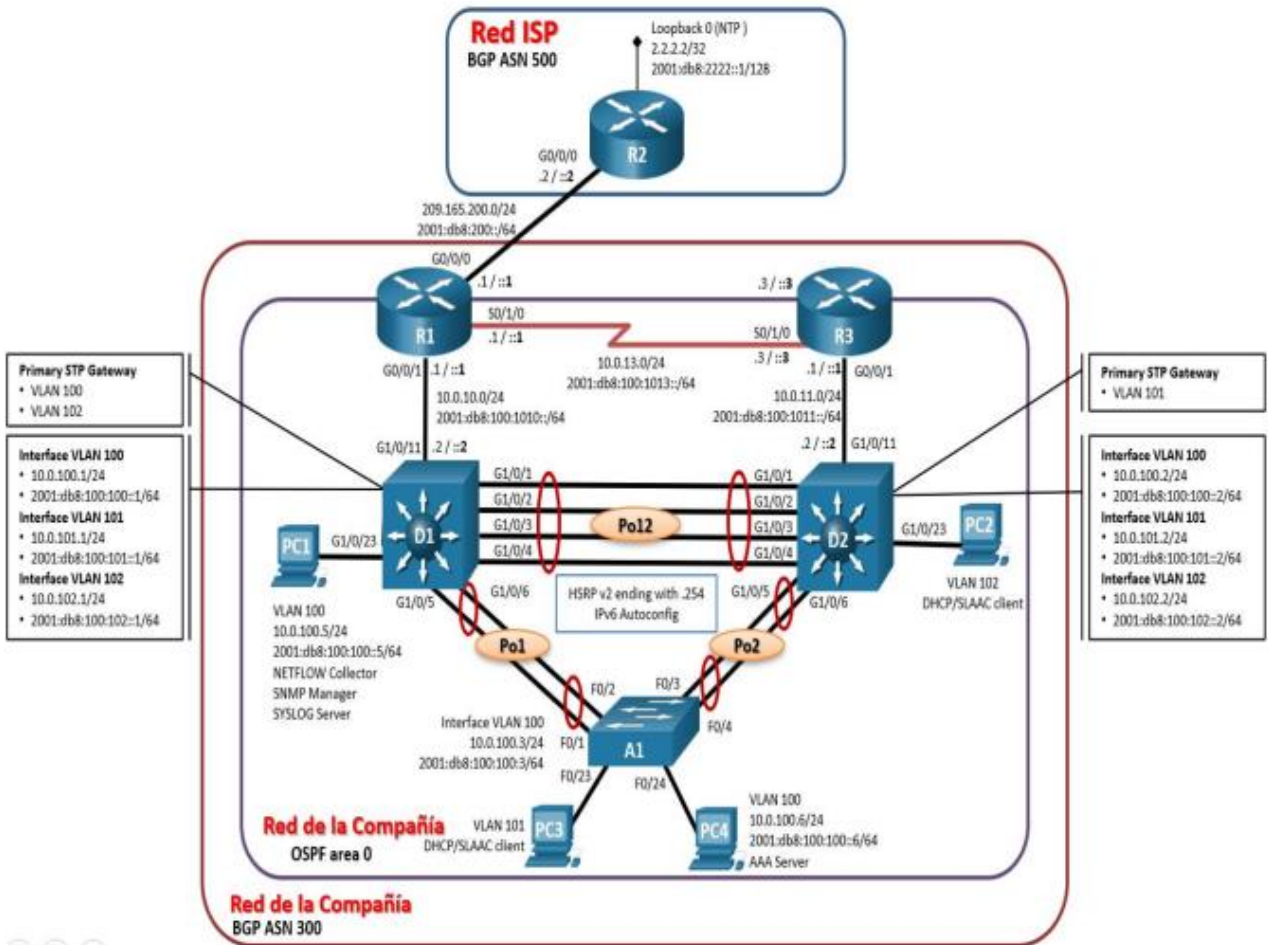 Red ISP
BGP ASN 500
Loopback 0 (NTP )
2.2.2.2/32
2001:db8:2222::1/128
R2
G0/0/0
.2 / ::2
209.165.200.0/24
2001:db8:200::/64
G0/0/0
.1 / ::1
R1
S0/1/0
.1 / ::1
.3 / ::3
R3
S0/1/0
.3 / ::3
10.0.13.0/24
2001:db8:100:1013::/64
G0/0/1
.1 / ::1
10.0.10.0/24
2001:db8:100:1010::/64
.1 / ::1
G0/0/1
10.0.11.0/24
2001:db8:100:1011::/64
Primary STP Gateway
• VLAN 100
• VLAN 102
Primary STP Gateway
• VLAN 101
Interface VLAN 100
• 10.0.100.1/24
• 2001:db8:100:100::1/64
Interface VLAN 101
• 10.0.101.1/24
• 2001:db8:100:101::1/64
Interface VLAN 102
• 10.0.102.1/24
• 2001:db8:100:102::1/64
Interface VLAN 100
• 10.0.100.2/24
• 2001:db8:100:100::2/64
Interface VLAN 101
• 10.0.101.2/24
• 2001:db8:100:101::2/64
Interface VLAN 102
• 10.0.102.2/24
• 2001:db8:100:102::2/64
G1/0/11
.2 / ::2
.2 / ::2
G1/0/11
G1/0/1
G1/0/2
G1/0/3
G1/0/4
Po12
G1/0/1
G1/0/2
G1/0/3
G1/0/4
D1
D2
PC1
G1/0/23
G1/0/23
PC2
VLAN 102
DHCP/SLAAC client
G1/0/5
G1/0/6
HSRP v2 ending with .254
IPv6 Autoconfig
G1/0/5
G1/0/6
VLAN 100
10.0.100.5/24
2001:db8:100:100::5/64
NETFLOW Collector
SNMP Manager
SYSLOG Server
Po1
Po2
F0/2
F0/3
F0/1
F0/4
Interface VLAN 100
10.0.100.3/24
2001:db8:100:100:3/64
A1
F0/23
F0/24
VLAN 101
DHCP/SLAAC client
PC3
PC4
VLAN 100
10.0.100.6/24
2001:db8:100:100::6/64
AAA Server
Red de la Compañía
OSPF area 0
Red de la Compañía
BGP ASN 300